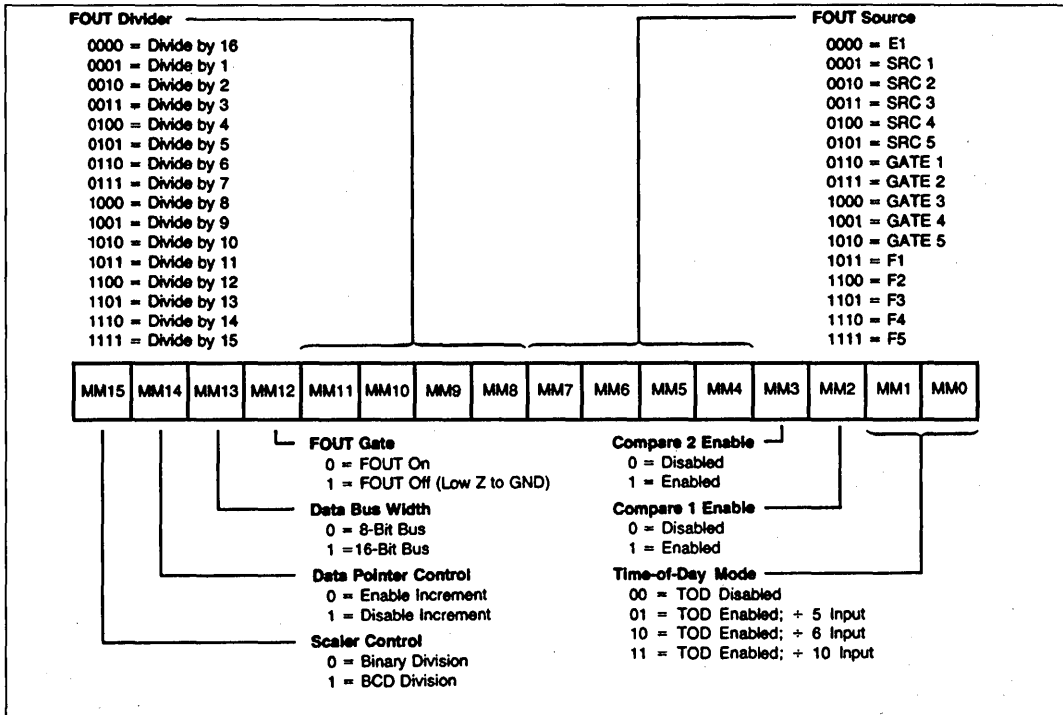 FOUT Divider
0000 = Divide by 16
0001 = Divide by 1
0010 = Divide by 2
0011 = Divide by 3
0100 = Divide by 4
0101 = Divide by 5
0110 = Divide by 6
0111 = Divide by 7
1000 = Divide by 8
1001 = Divide by 9
1010 = Divide by 10
1011 = Divide by 11
1100 = Divide by 12
1101 = Divide by 13
1110 = Divide by 14
1111 = Divide by 15
FOUT Source
0000 = E1
0001 = SRC 1
0010 = SRC 2
0011 = SRC 3
0100 = SRC 4
0101 = SRC 5
0110 = GATE 1
0111 = GATE 2
1000 = GATE 3
1001 = GATE 4
1010 = GATE 5
1011 = F1
1100 = F2
1101 = F3
1110 = F4
1111 = F5
MM15 MM14 MM13 MM12 MM11 MM10 MM9 MM8 MM7 MM6 MM5 MM4 MM3 MM2 MM1 MM0
FOUT Gate
0 = FOUT On
1 = FOUT Off (Low Z to GND)
Data Bus Width
0 = 8-Bit Bus
1 =16-Bit Bus
Data Pointer Control
0 = Enable Increment
1 = Disable Increment
Scaler Control
0 = Binary Division
1 = BCD Division
Compare 2 Enable
0 = Disabled
1 = Enabled
Compare 1 Enable
0 = Disabled
1 = Enabled
Time-of-Day Mode
00 = TOD Disabled
01 = TOD Enabled; ÷ 5 Input
10 = TOD Enabled; ÷ 6 Input
11 = TOD Enabled; ÷ 10 Input